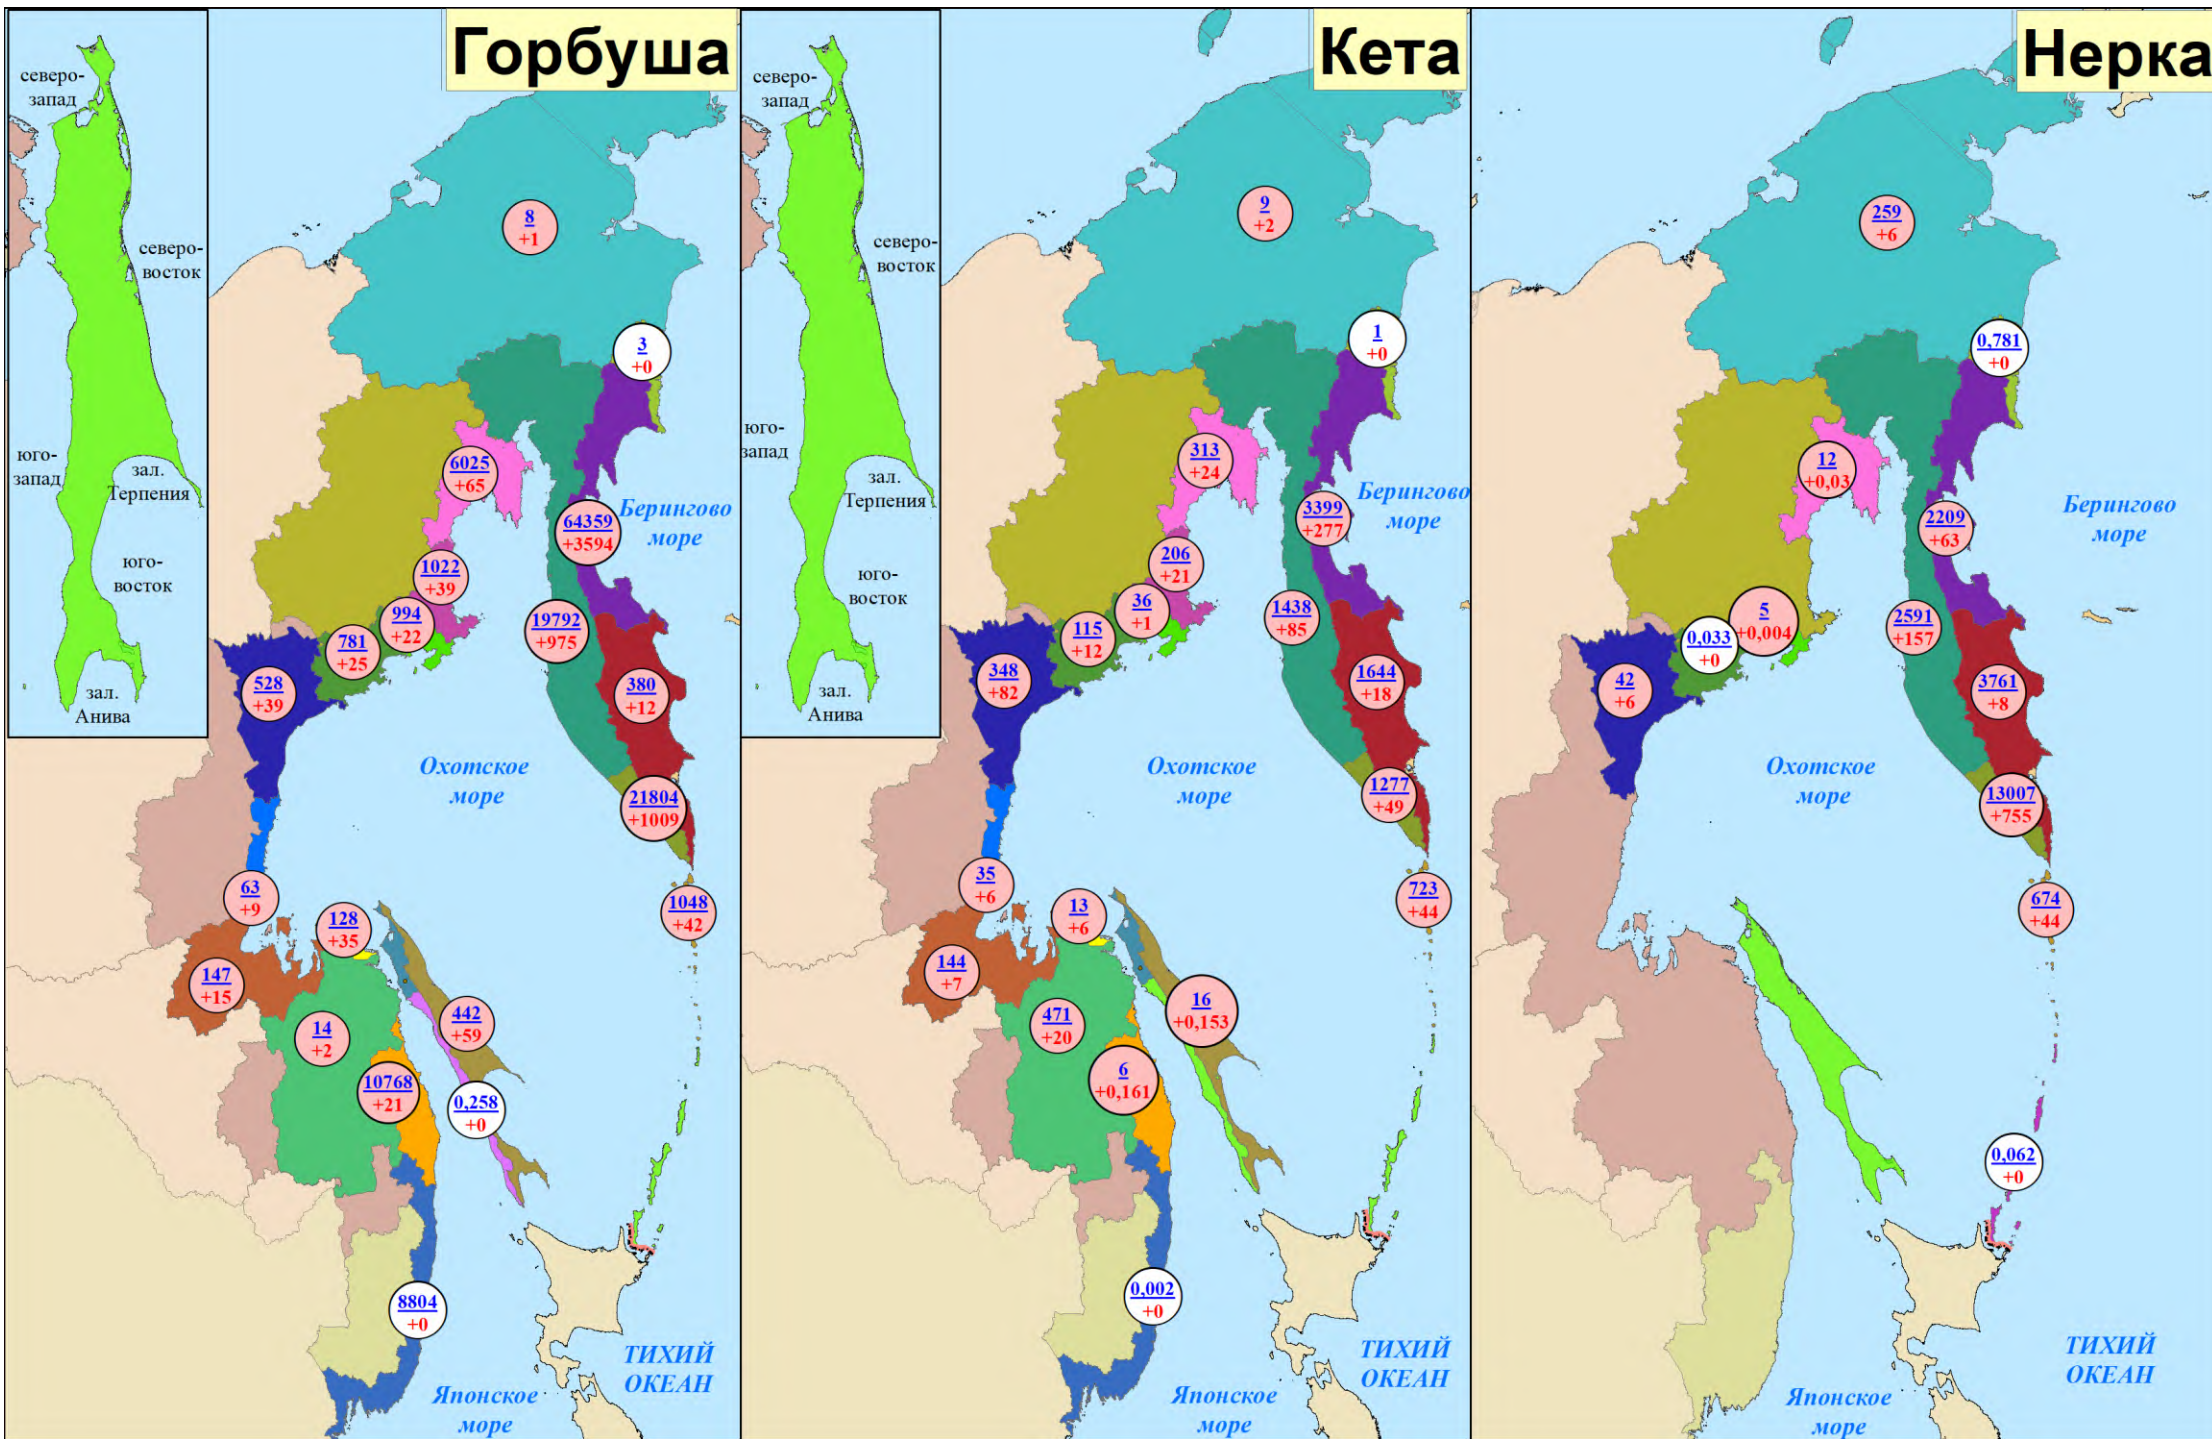 Горбуша
северо-
запад
северо-
восток
юго-
запад
зал.
Терпения
юго-
восток
зал.
Анива
8
+1
3
+0
6025
+65
64359
+3594
Берингово
море
1022
+39
994
+22
781
+25
19792
+975
528
+39
380
+12
Охотское
море
21804
+1009
63
+9
128
+35
1048
+42
147
+15
442
+59
14
+2
10768
+21
0,258
+0
8804
+0
ТИХИЙ
ОКЕАН
Японское
море
Кета
северо-
запад
северо-
восток
юго-
запад
зал.
Терпения
юго-
восток
зал.
Анива
9
+2
1
+0
313
+24
3399
+277
Берингово
море
206
+21
36
+1
115
+12
1438
+85
348
+82
1644
+18
Охотское
море
1277
+49
35
+6
13
+6
723
+44
144
+7
16
+0,153
471
+20
6
+0,161
0,002
+0
ТИХИЙ
ОКЕАН
Японское
море
Нерка
259
+6
0,781
+0
12
+0,03
2209
+63
Берингово
море
5
+0,004
0,033
+0
2591
+157
42
+6
3761
+8
Охотское
море
13007
+755
674
+44
0,062
+0
ТИХИЙ
ОКЕАН
Японское
море